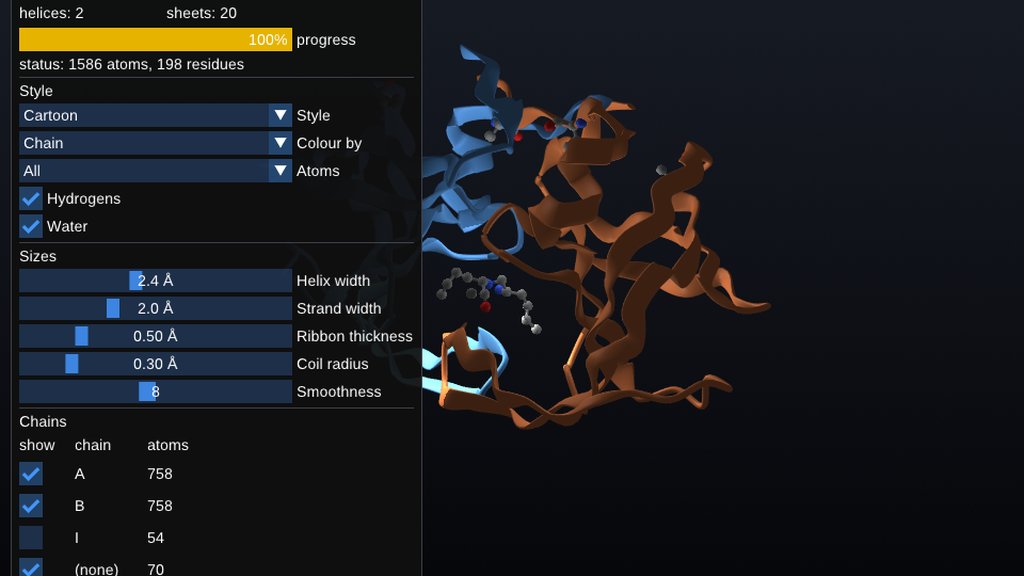 helices: 2 sheets: 20
100% progress
status: 1586 atoms, 198 residues
Style
Cartoon Style
Chain Colour by
All Atoms
Hydrogens
Water
Sizes
2.4 Å Helix width
2.0 Å Strand width
0.50 Å Ribbon thickness
0.30 Å Coil radius
8 Smoothness
Chains
show chain atoms
A 758
B 758
I 54
(none) 70